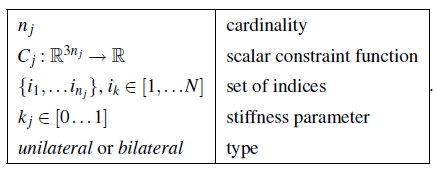 n_j cardinality
C_j : ℝ^{3n_j} → ℝ scalar constraint function
{i_1,...i_{n_j}}, i_k ∈ [1,...N] set of indices
k_j ∈ [0...1] stiffness parameter
unilateral or bilateral type
.